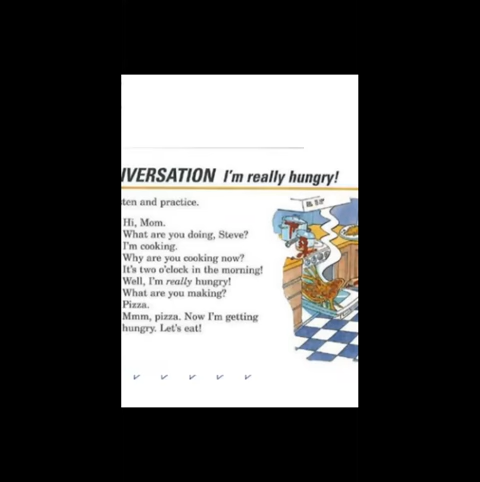 IVERSATION I'm really hungry!
ten and practice.
Hi, Mom.
What are you doing, Steve?
I'm cooking.
Why are you cooking now?
It's two o'clock in the morning!
Well, I'm really hungry!
What are you making?
Pizza.
Mmm, pizza. Now I'm getting
hungry. Let's eat!